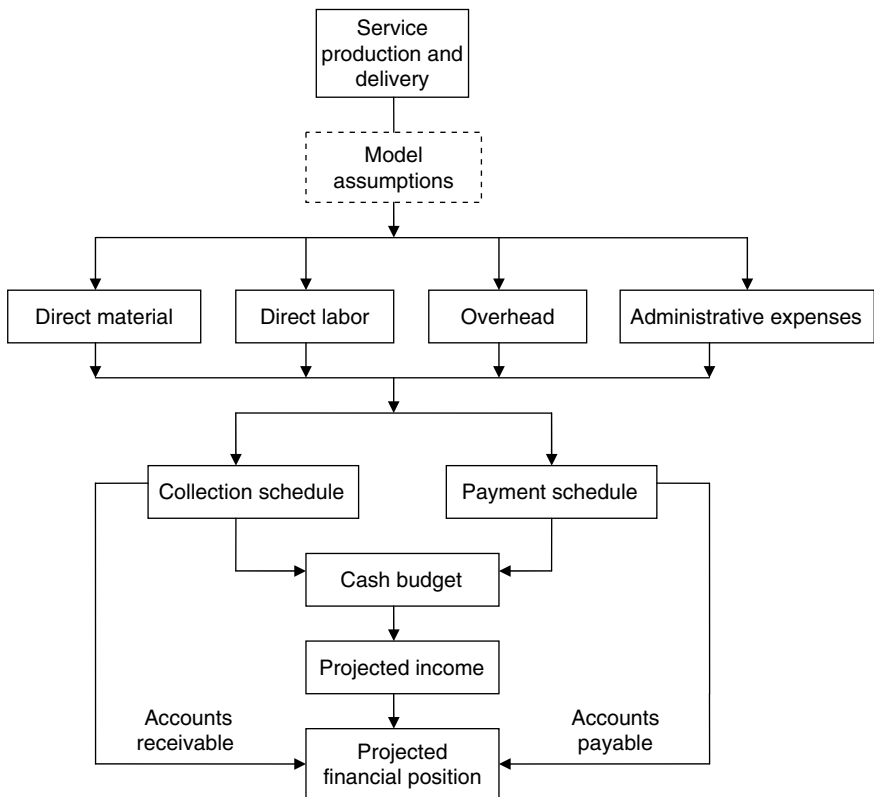 Service
production and
delivery
Model
assumptions
Direct material
Direct labor
Overhead
Administrative expenses
Collection schedule
Payment schedule
Cash budget
Projected income
Accounts
receivable
Accounts
payable
Projected
financial position